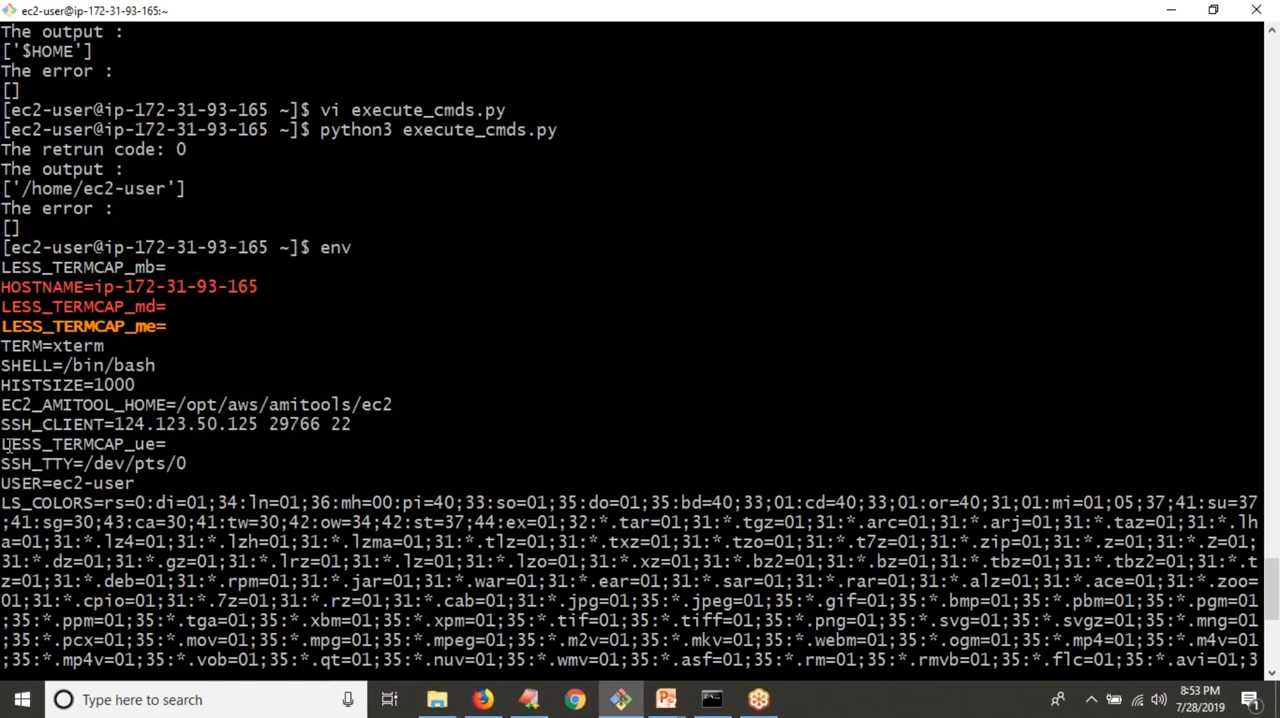 ec2-user@ip-172-31-93-165:~
The output :
['$HOME']
The error :
[]
[ec2-user@ip-172-31-93-165 ~]$ vi execute_cmds.py
[ec2-user@ip-172-31-93-165 ~]$ python3 execute_cmds.py
The retrun code: 0
The output :
['/home/ec2-user']
The error :
[]
[ec2-user@ip-172-31-93-165 ~]$ env
LESS_TERMCAP_mb=
HOSTNAME=ip-172-31-93-165
LESS_TERMCAP_md=
LESS_TERMCAP_me=
TERM=xterm
SHELL=/bin/bash
HISTSIZE=1000
EC2_AMITOOL_HOME=/opt/aws/amitools/ec2
SSH_CLIENT=124.123.50.125 29766 22
LESS_TERMCAP_ue=
SSH_TTY=/dev/pts/0
USER=ec2-user
LS_COLORS=rs=0:di=01;34:ln=01;36:mh=00:pi=40;33:so=01;35:do=01;35:bd=40;33;01:cd=40;33;01:or=40;31;01:mi=01;05;37;41:su=37
;41:sg=30;43:ca=30;41:tw=30;42:ow=34;42:st=37;44:ex=01;32:*.tar=01;31:*.tgz=01;31:*.arc=01;31:*.arj=01;31:*.taz=01;31:*.lh
a=01;31:*.lz4=01;31:*.lzh=01;31:*.lzma=01;31:*.tlz=01;31:*.txz=01;31:*.tzo=01;31:*.t7z=01;31:*.zip=01;31:*.z=01;31:*.Z=01;
31:*.dz=01;31:*.gz=01;31:*.lrz=01;31:*.lz=01;31:*.lzo=01;31:*.xz=01;31:*.bz2=01;31:*.bz=01;31:*.tbz=01;31:*.tbz2=01;31:*.t
z=01;31:*.deb=01;31:*.rpm=01;31:*.jar=01;31:*.war=01;31:*.ear=01;31:*.sar=01;31:*.rar=01;31:*.alz=01;31:*.ace=01;31:*.zoo=
01;31:*.cpio=01;31:*.7z=01;31:*.rz=01;31:*.cab=01;31:*.jpg=01;35:*.jpeg=01;35:*.gif=01;35:*.bmp=01;35:*.pbm=01;35:*.pgm=01
;35:*.ppm=01;35:*.tga=01;35:*.xbm=01;35:*.xpm=01;35:*.tif=01;35:*.tiff=01;35:*.png=01;35:*.svg=01;35:*.svgz=01;35:*.mng=01
;35:*.pcx=01;35:*.mov=01;35:*.mpg=01;35:*.mpeg=01;35:*.m2v=01;35:*.mkv=01;35:*.webm=01;35:*.ogm=01;35:*.mp4=01;35:*.m4v=01
;35:*.mp4v=01;35:*.vob=01;35:*.qt=01;35:*.nuv=01;35:*.wmv=01;35:*.asf=01;35:*.rm=01;35:*.rmvb=01;35:*.flc=01;35:*.avi=01;3
Type here to search
8:53 PM
7/28/2019
1